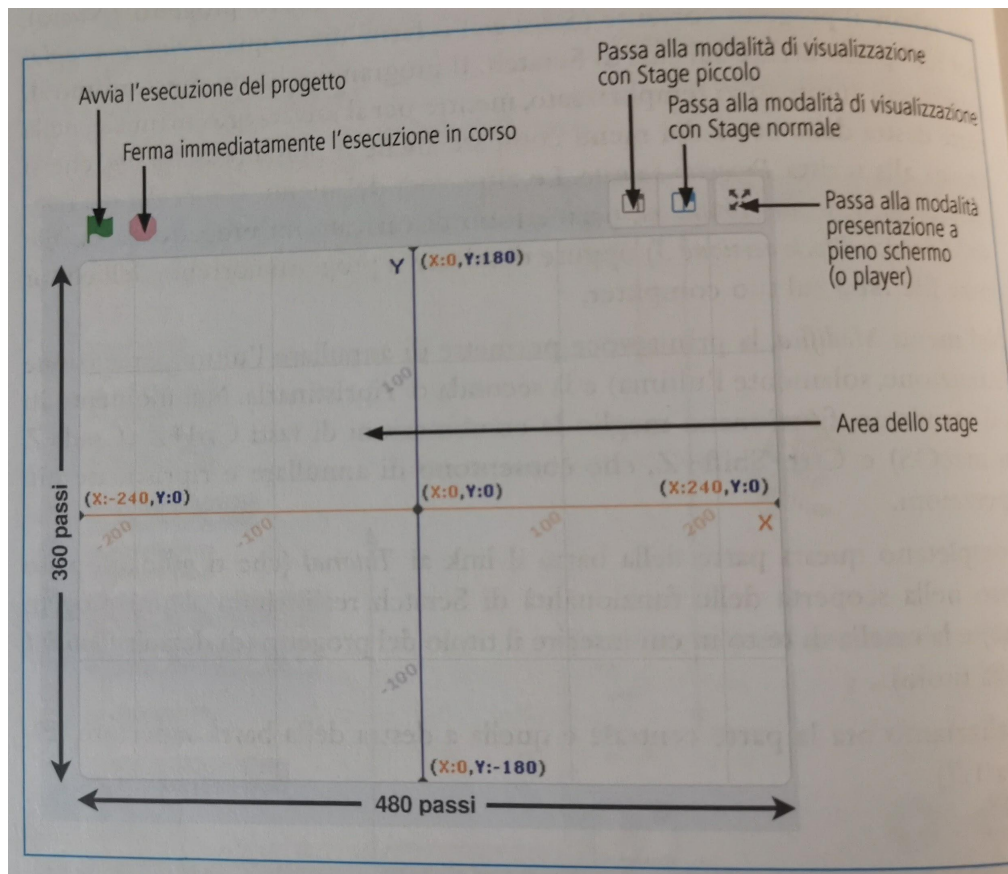 Passa alla modalità di visualizzazione
con Stage piccolo
Avvia l'esecuzione del progetto
Passa alla modalità di visualizzazione
con Stage normale
Ferma immediatamente l'esecuzione in corso
Passa alla modalità
presentazione a
pieno schermo
(o player)
Y (X:0,Y:180)
100
Area dello stage
(X:-240,Y:0) (X:0,Y:0) (X:240,Y:0)
-200 -100 100 200 X
360 passi
-100
(X:0,Y:-180)
480 passi